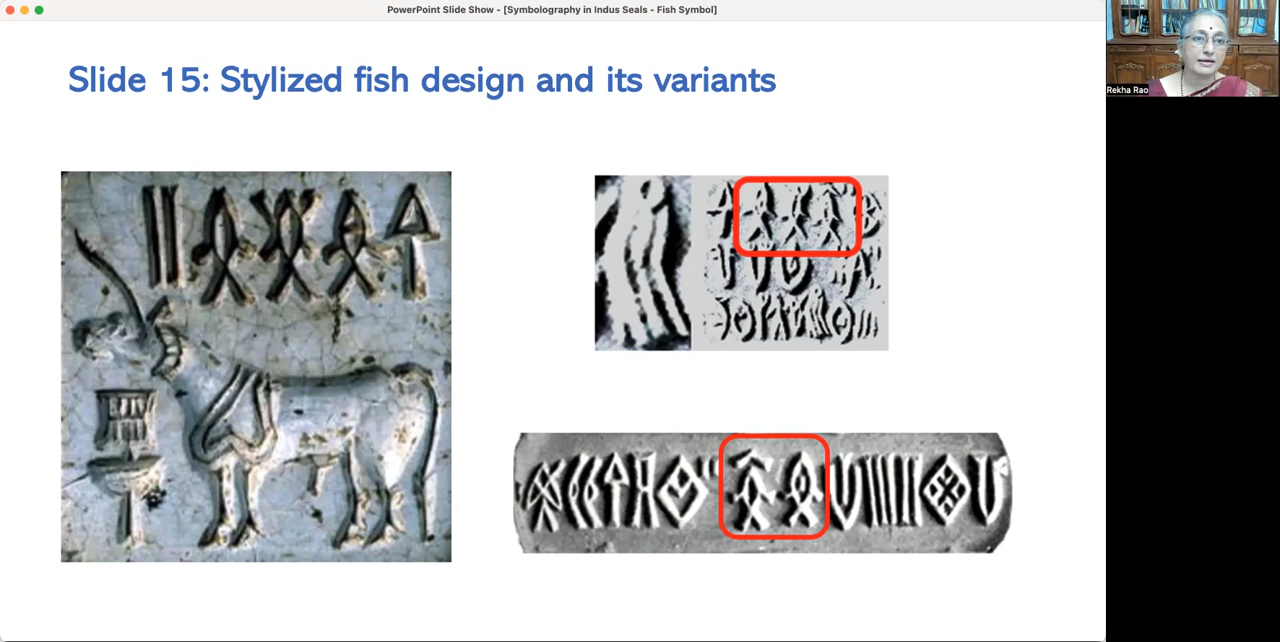 PowerPoint Slide Show - [Symbolography in Indus Seals - Fish Symbol]
Slide 15: Stylized fish design and its variants
Rekha Rao